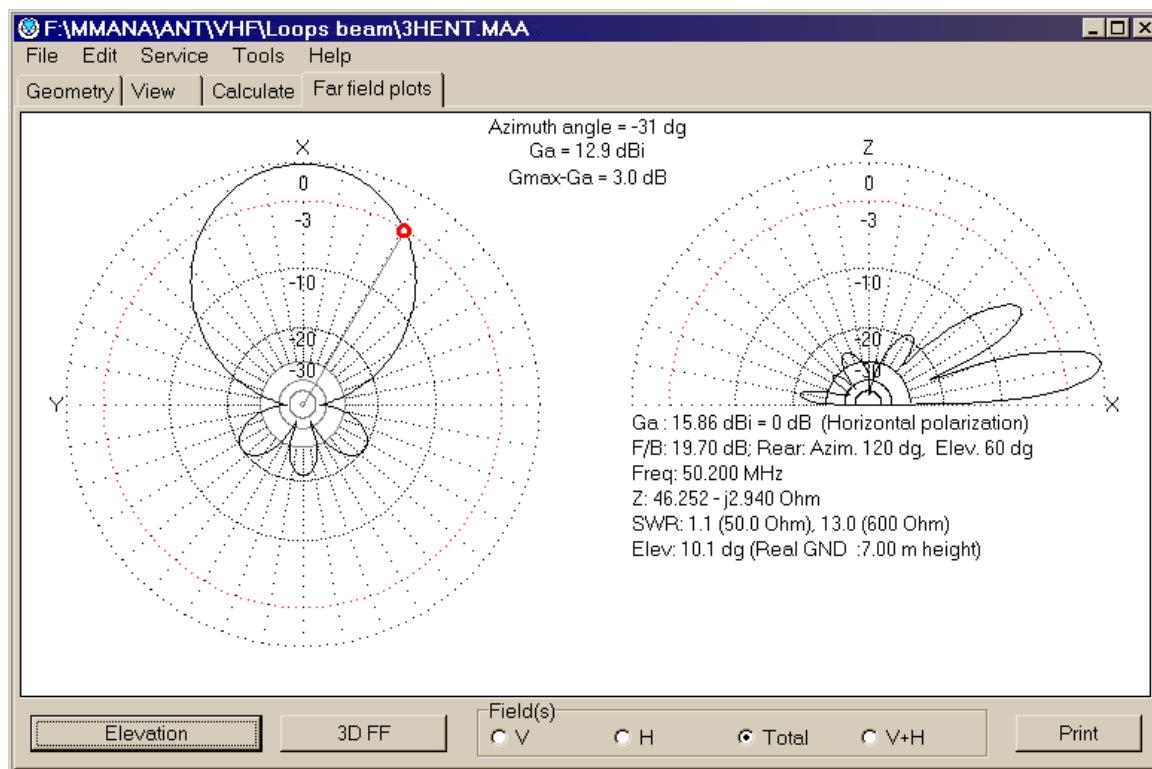 F:\MMANA\ANT\VHF\Loops beam\3HENT.MAA
File Edit Service Tools Help
Geometry View Calculate Far field plots
Azimuth angle = -31 dg
Ga = 12.9 dBi
Gmax-Ga = 3.0 dB
X
0
-3
-10
-20
-30
Y
Z
0
-3
-10
-20
-30
X
Ga : 15.86 dBi = 0 dB (Horizontal polarization)
F/B: 19.70 dB; Rear: Azim. 120 dg, Elev. 60 dg
Freq: 50.200 MHz
Z: 46.252 - j2.940 Ohm
SWR: 1.1 (50.0 Ohm), 13.0 (600 Ohm)
Elev: 10.1 dg (Real GND :7.00 m height)
Elevation
3D FF
Field(s)
V H Total V+H
Print